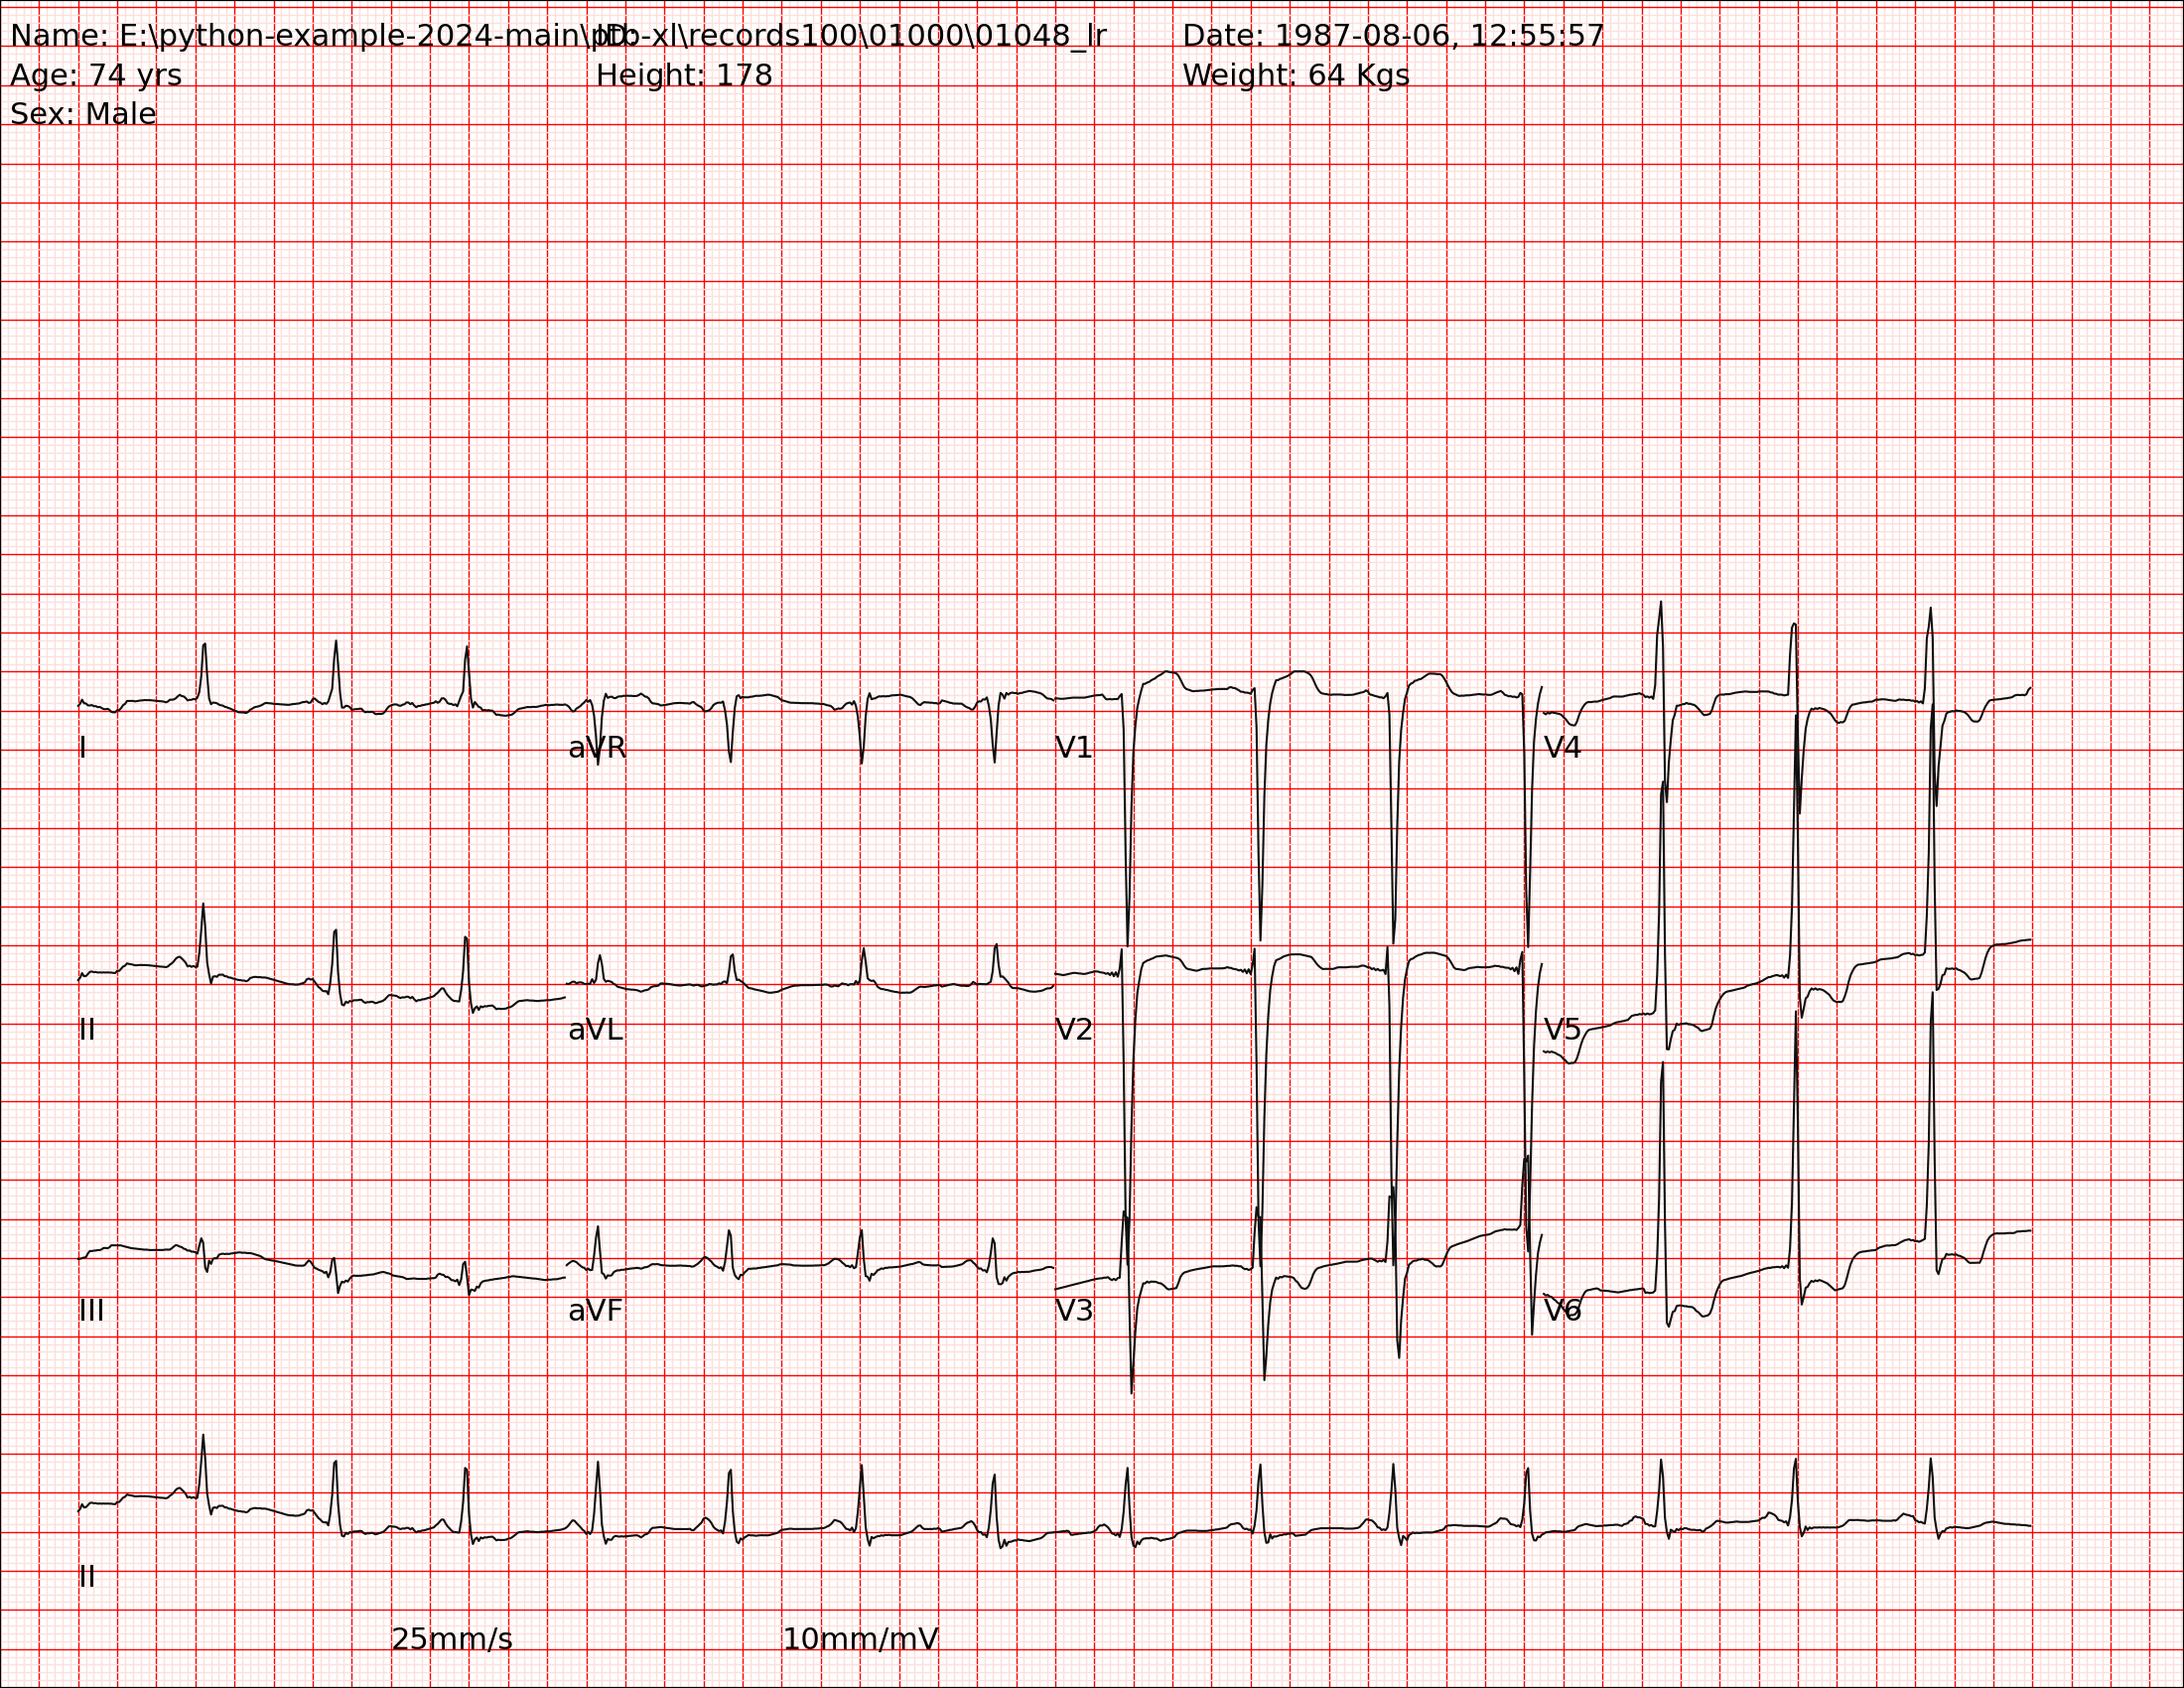 Name: E:\python-example-2024-main\ptb-xl\records100\01000\01048_lr ID: Date: 1987-08-06, 12:55:57
Age: 74 yrs Height: 178 Weight: 64 Kgs
Sex: Male
I aVR V1 V4
II aVL V2 V5
III aVF V3 V6
II
25mm/s 10mm/mV